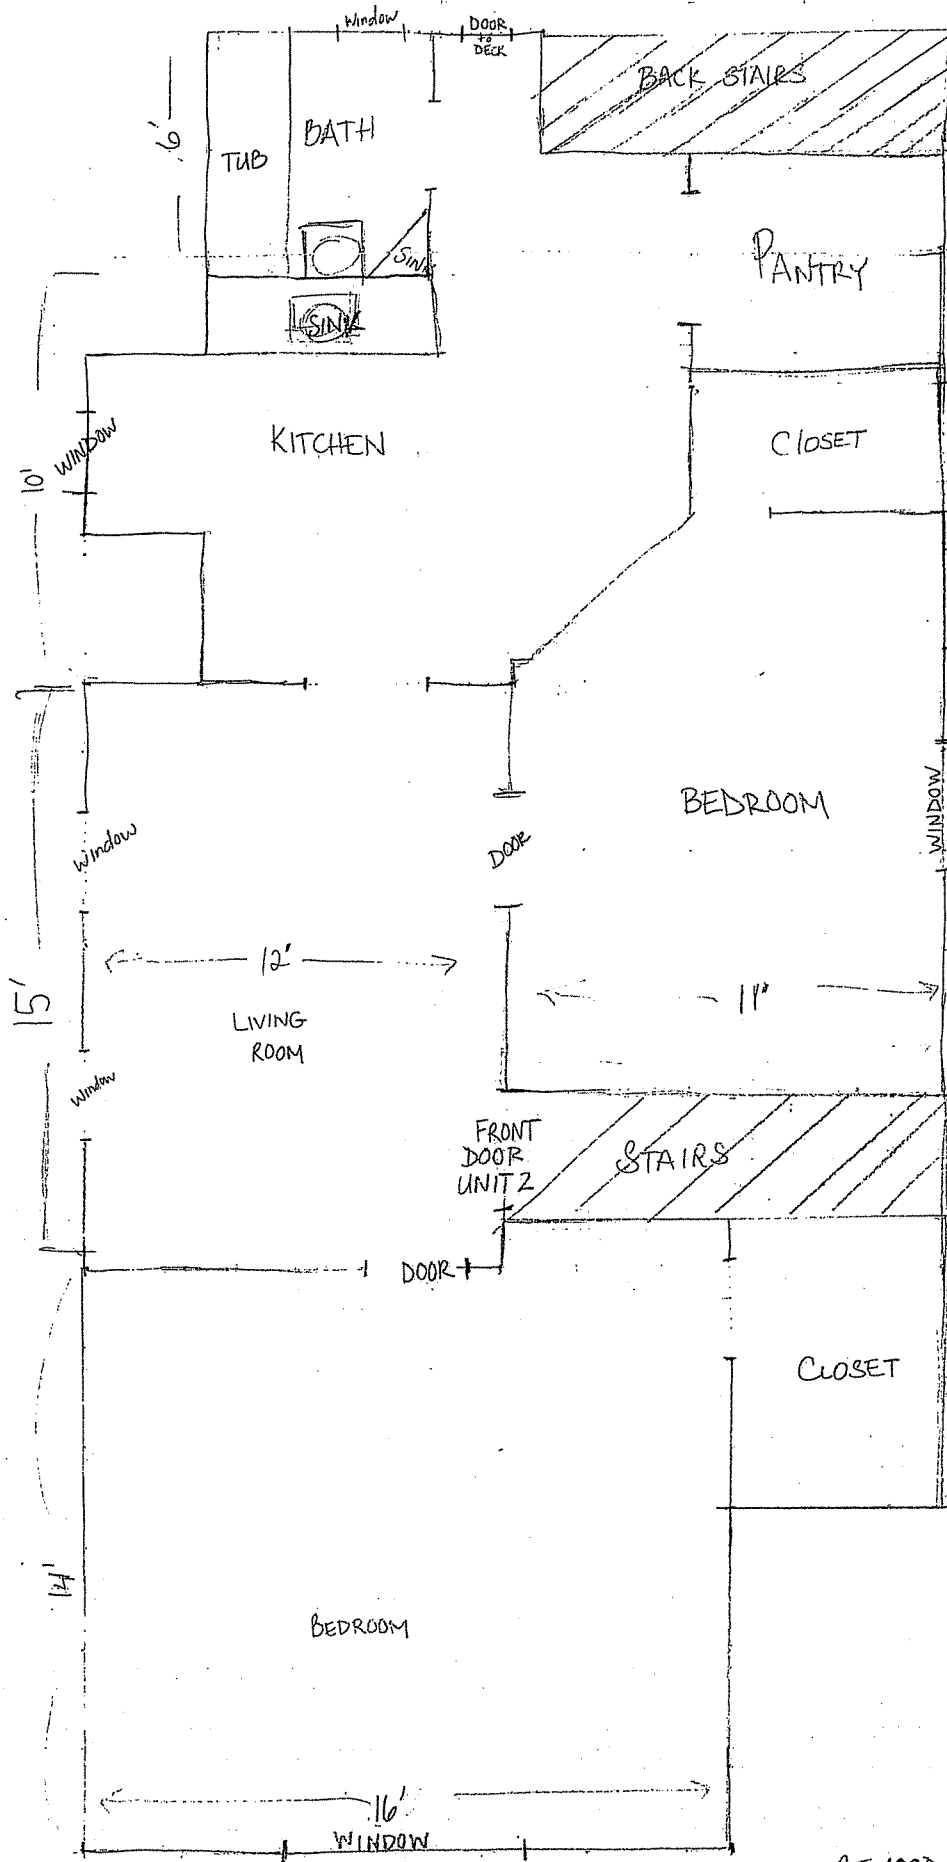 Window
DOOR
to
DECK
BACK STAIRS
6'
BATH
TUB
SINK
PANTRY
SINK
WINDOW
KITCHEN
CLOSET
10'
BEDROOM
WINDOW
Window
DOOR
12'
11'
15'
LIVING
ROOM
Window
FRONT
DOOR
UNIT 2
STAIRS
DOOR
CLOSET
14'
BEDROOM
16'
WINDOW